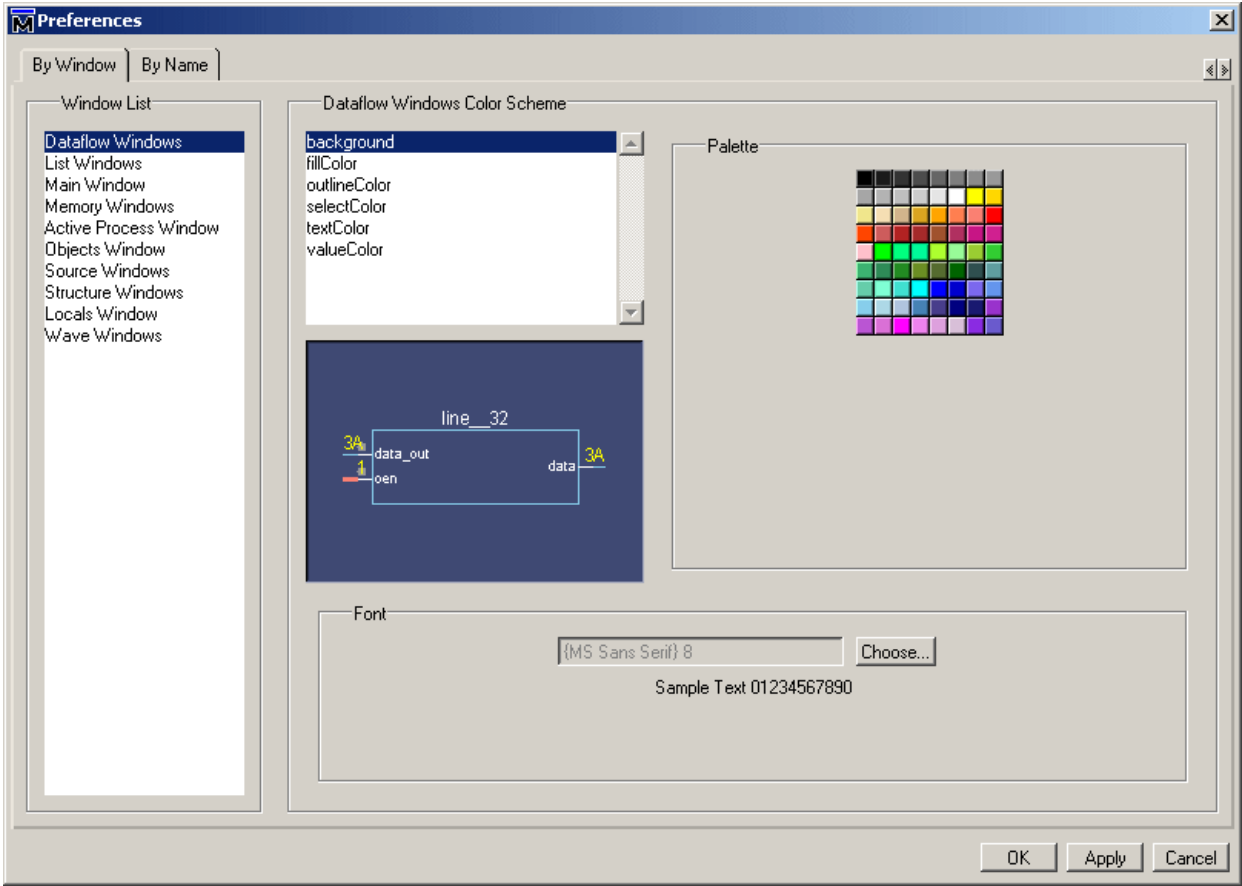 Preferences
By Window
By Name
Window List
Dataflow Windows
List Windows
Main Window
Memory Windows
Active Process Window
Objects Window
Source Windows
Structure Windows
Locals Window
Wave Windows
Dataflow Windows Color Scheme
background
fillColor
outlineColor
selectColor
textColor
valueColor
line__32
3A
data_out
1
oen
data
3A
Palette
Font
{MS Sans Serif} 8
Choose...
Sample Text 01234567890
OK
Apply
Cancel